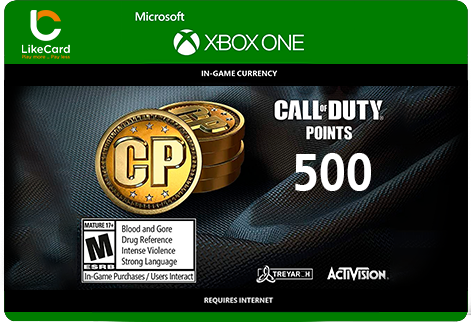 LikeCard
Play more .. Pay less
Microsoft
XBOX ONE
IN-GAME CURRENCY
CALL OF DUTY
POINTS
500
CP
MATURE 17+
M
ESRB
Blood and Gore
Drug Reference
Intense Violence
Strong Language
In-Game Purchases / Users Interact
TREYAR_H
ACTIVISION
REQUIRES INTERNET